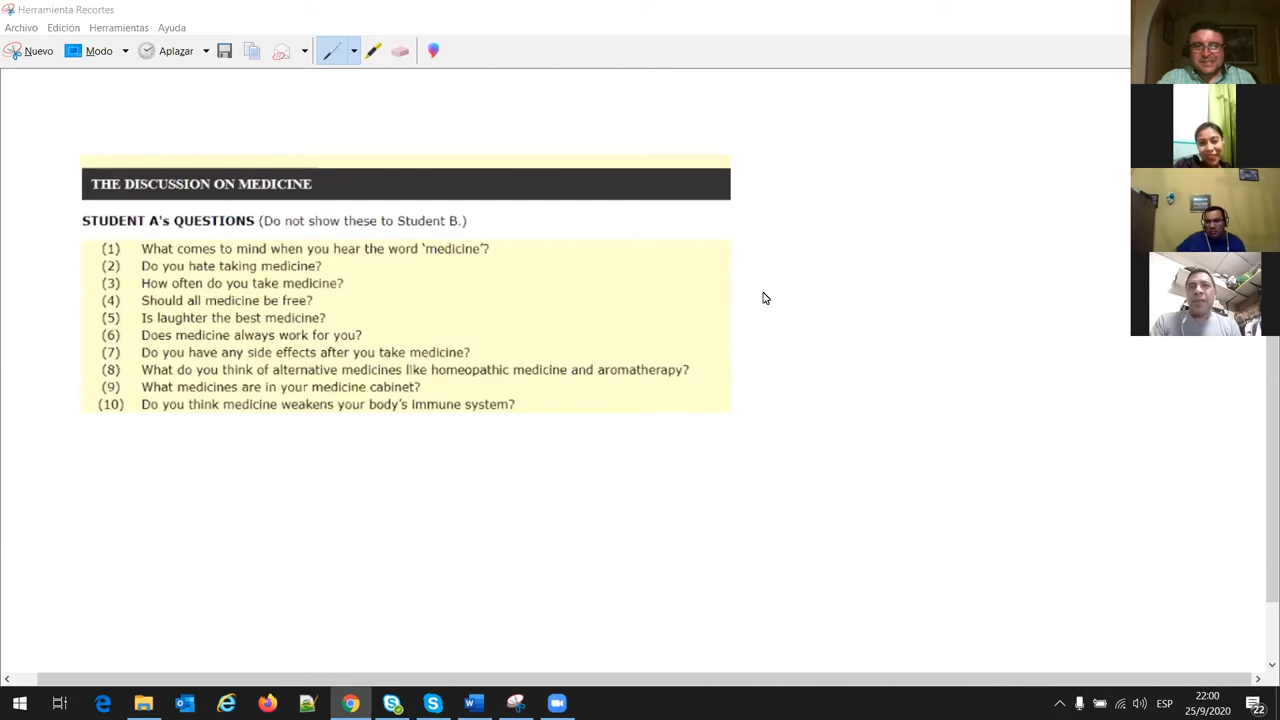 Herramienta Recortes
Archivo Edición Herramientas Ayuda
Nuevo Modo Aplazar
THE DISCUSSION ON MEDICINE
STUDENT A's QUESTIONS (Do not show these to Student B.)
(1) What comes to mind when you hear the word ‘medicine’?
(2) Do you hate taking medicine?
(3) How often do you take medicine?
(4) Should all medicine be free?
(5) Is laughter the best medicine?
(6) Does medicine always work for you?
(7) Do you have any side effects after you take medicine?
(8) What do you think of alternative medicines like homeopathic medicine and aromatherapy?
(9) What medicines are in your medicine cabinet?
(10) Do you think medicine weakens your body’s immune system?
ESP
22:00
25/9/2020
22